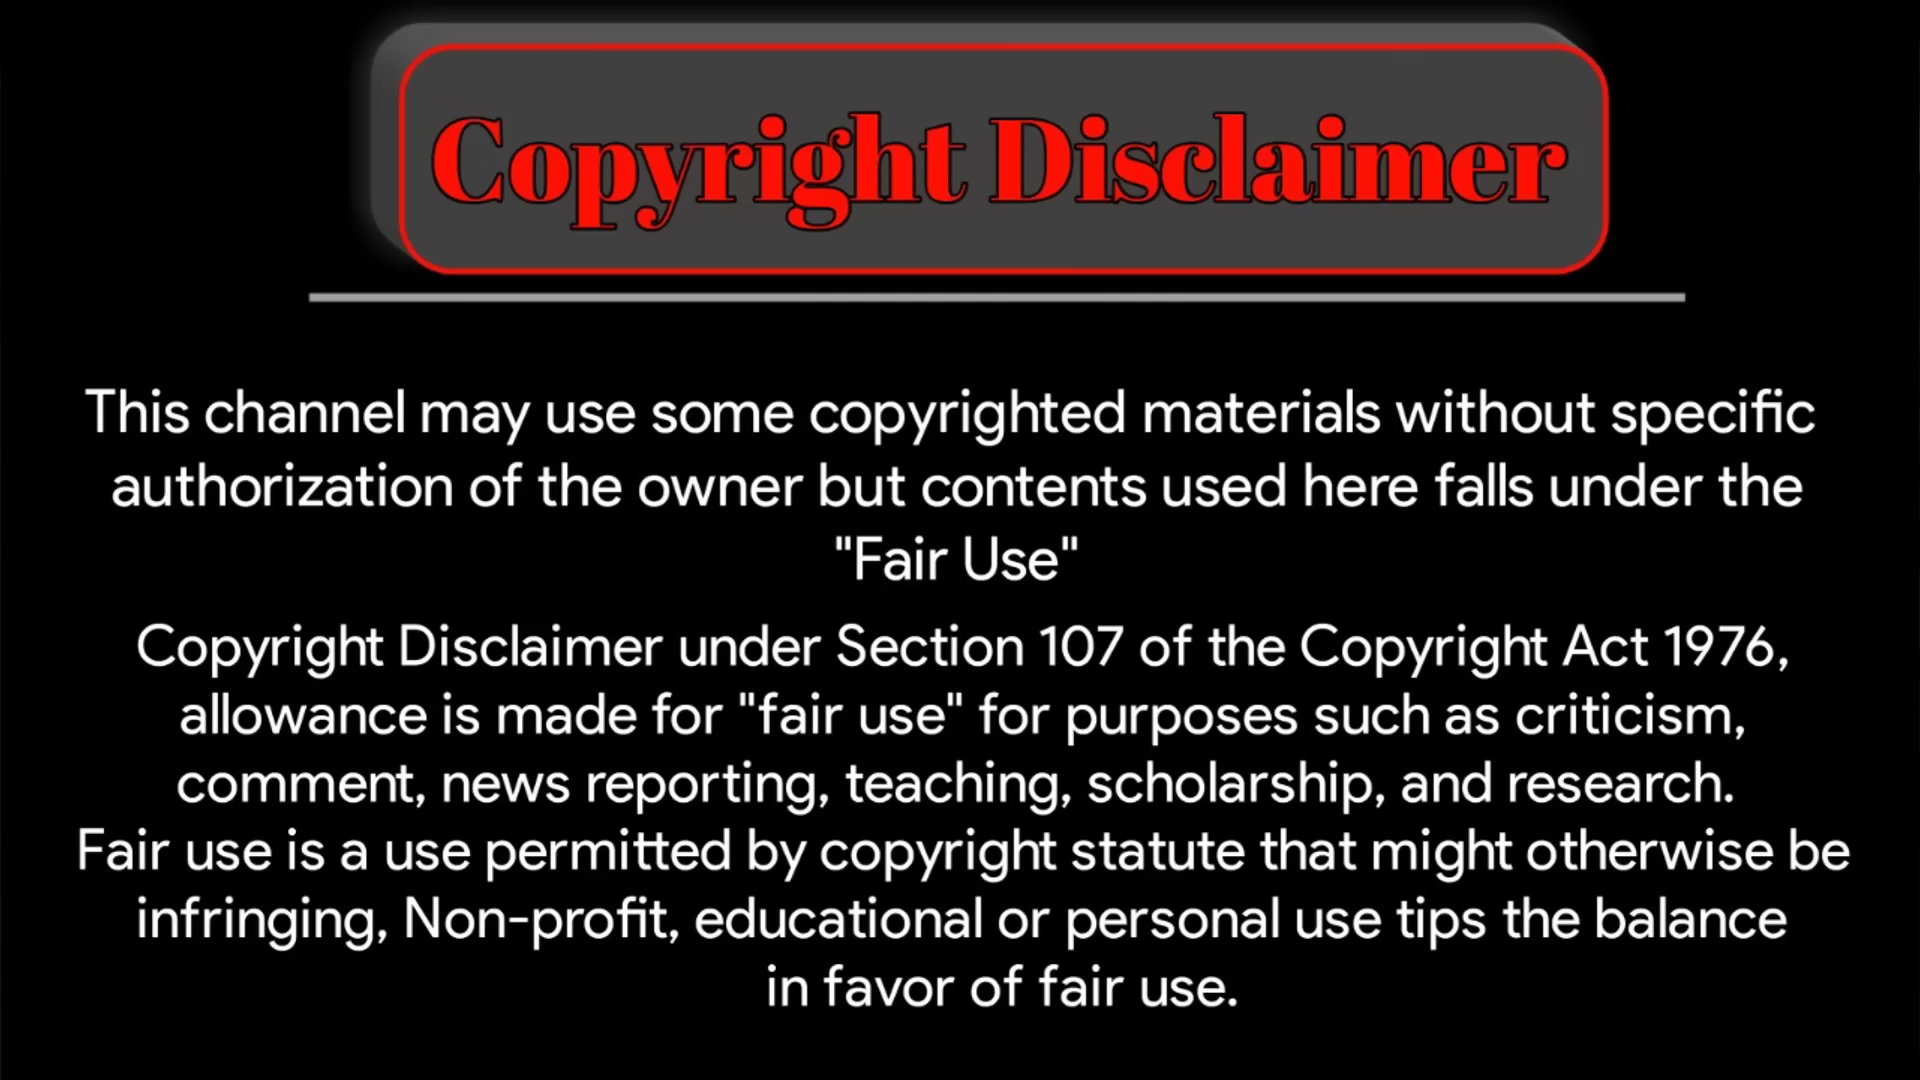 Copyright Disclaimer
This channel may use some copyrighted materials without specific
authorization of the owner but contents used here falls under the
"Fair Use"
Copyright Disclaimer under Section 107 of the Copyright Act 1976,
allowance is made for "fair use" for purposes such as criticism,
comment, news reporting, teaching, scholarship, and research.
Fair use is a use permitted by copyright statute that might otherwise be
infringing, Non-profit, educational or personal use tips the balance
in favor of fair use.